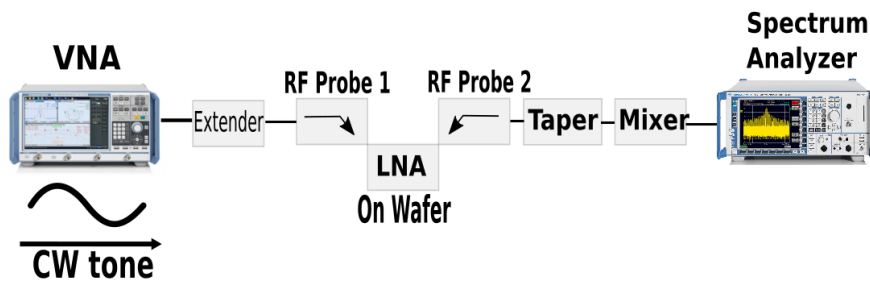 VNA
Extender
RF Probe 1
LNA
On Wafer
RF Probe 2
Taper
Mixer
Spectrum
Analyzer
CW tone